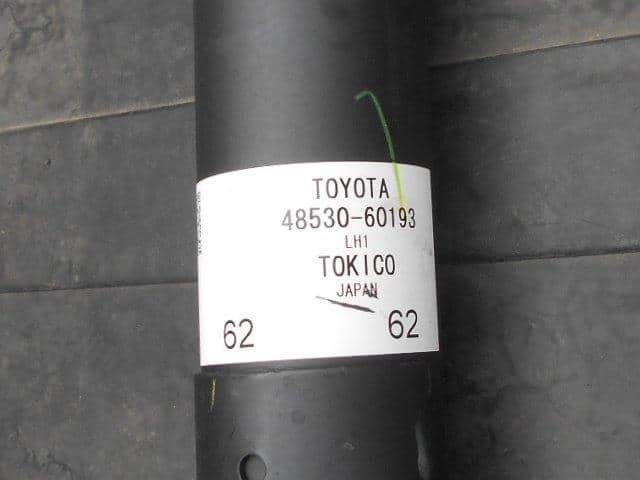 TOYOTA
48530-60193
LH1
TOKICO
JAPAN
62 62